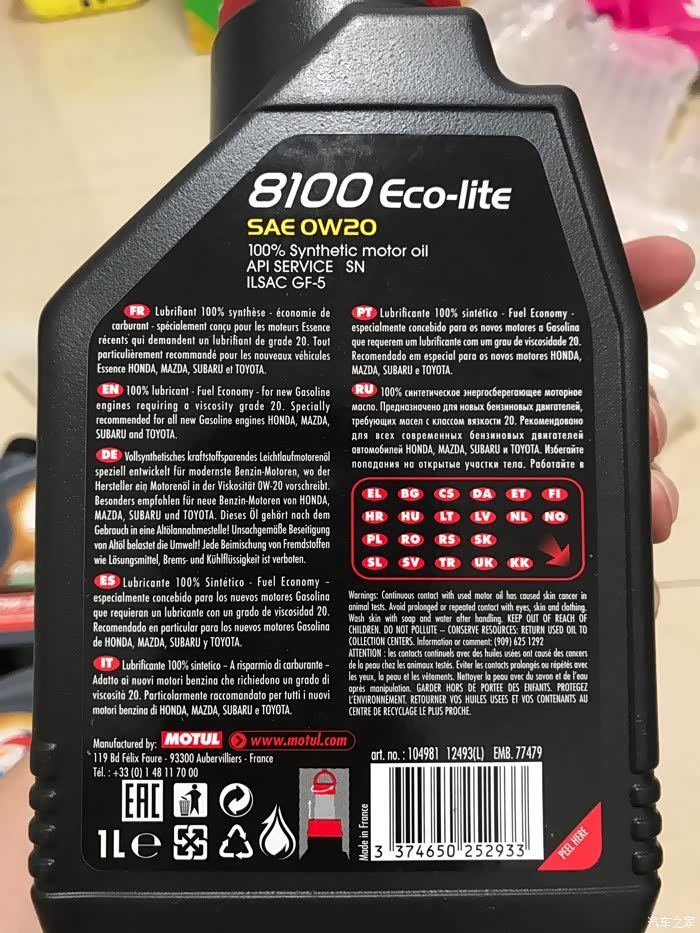 8100 Eco-lite
SAE 0W20
100% Synthetic motor oil
API SERVICE SN
ILSAC GF-5
FR Lubrifiant 100% synthèse - économie de
carburant - spécialement conçu pour les moteurs Essence
récents qui demandent un lubrifiant de grade 20. Tout
particulièrement recommandé pour les nouveaux véhicules
Essence HONDA, MAZDA, SUBARU et TOYOTA.
EN 100% lubricant - Fuel Economy - for new Gasoline
engines requiring a viscosity grade 20. Specially
recommended for all new Gasoline engines HONDA, MAZDA,
SUBARU and TOYOTA.
DE Vollsynthetisches kraftstoffsparendes Leichtlaufmotorenöl
speziell entwickelt für modernste Benzin-Motoren, wo der
Hersteller ein Motorenöl in der Viskosität 0W-20 vorschreibt.
Besonders empfohlen für neue Benzin-Motoren von HONDA,
MAZDA, SUBARU und TOYOTA. Dieses Öl gehört nach dem
Gebrauch in eine Altölannahmestelle! Unsachgemäße Beseitigung
von Altöl belastet die Umwelt! Jede Beimischung von Fremdstoffen
wie Lösungsmittel, Brems- und Kühlflüssigkeit ist verboten.
ES Lubricante 100% Sintético - Fuel Economy –
especialmente concebido para los nuevos motores Gasolina
que requieran un lubricante con un grado de viscosidad 20.
Recomendado en particular para los nuevos motores Gasolina
de HONDA, MAZDA, SUBARU y TOYOTA.
IT Lubrificante 100% sintetico – A risparmio di carburante –
Adatto ai nuovi motori benzina che richiedono un grado di
viscosità 20. Particolarmente raccomandato per tutti i nuovi
motori benzina di HONDA, MAZDA, SUBARU e TOYOTA.
PT Lubrificante 100% sintético - Fuel Economy -
especialmente concebido para os novos motores a Gasolina
que requerem um lubrificante com um grau de viscosidade 20.
Recomendado em especial para os novos motores HONDA,
MAZDA, SUBARU e TOYOTA.
RU 100% синтетическое энергосберегающее моторное
масло. Предназначено для новых бензиновых двигателей,
требующих масел с классом вязкости 20. Рекомендовано
для всех современных бензиновых двигателей
автомобилей HONDA, MAZDA, SUBARU и TOYOTA. Избегайте
попадания на открытые участки тела. Работайте в
EL BG CS DA ET FI
HR HU LT LV NL NO
PL RO RS SK
SL SV TR UK KK
Warnings: Continuous contact with used motor oil has caused skin cancer in
animal tests. Avoid prolonged or repeated contact with eyes, skin and clothing.
Wash skin with soap and water after handling. KEEP OUT OF REACH OF
CHILDREN. DO NOT POLLUTE – CONSERVE RESOURCES: RETURN USED OIL TO
COLLECTION CENTERS. Information or comment: (909) 625 1292
ATTENTION : les contacts continuels avec des huiles usées ont causé des cancers
de la peau chez les animaux testés. Eviter les contacts prolongés ou répétés avec
les yeux, la peau et les vêtements. Nettoyer la peau avec du savon et de l'eau
après manipulation. GARDER HORS DE PORTEE DES ENFANTS. PROTEGEZ
L'ENVIRONNEMENT. RETOURNER VOS HUILES USEES ET VOS CONTENANTS AU
CENTRE DE RECYCLAGE LE PLUS PROCHE.
Manufactured by: MOTUL www.motul.com
119 Bd Félix Faure - 93300 Aubervilliers - France
Tél. : +33 (0) 1 48 11 70 00
art. no. : 104981 12493(L) EMB. 77479
EAC
1L e
Made in France
3 374650 252933
PEEL HERE
汽车之家